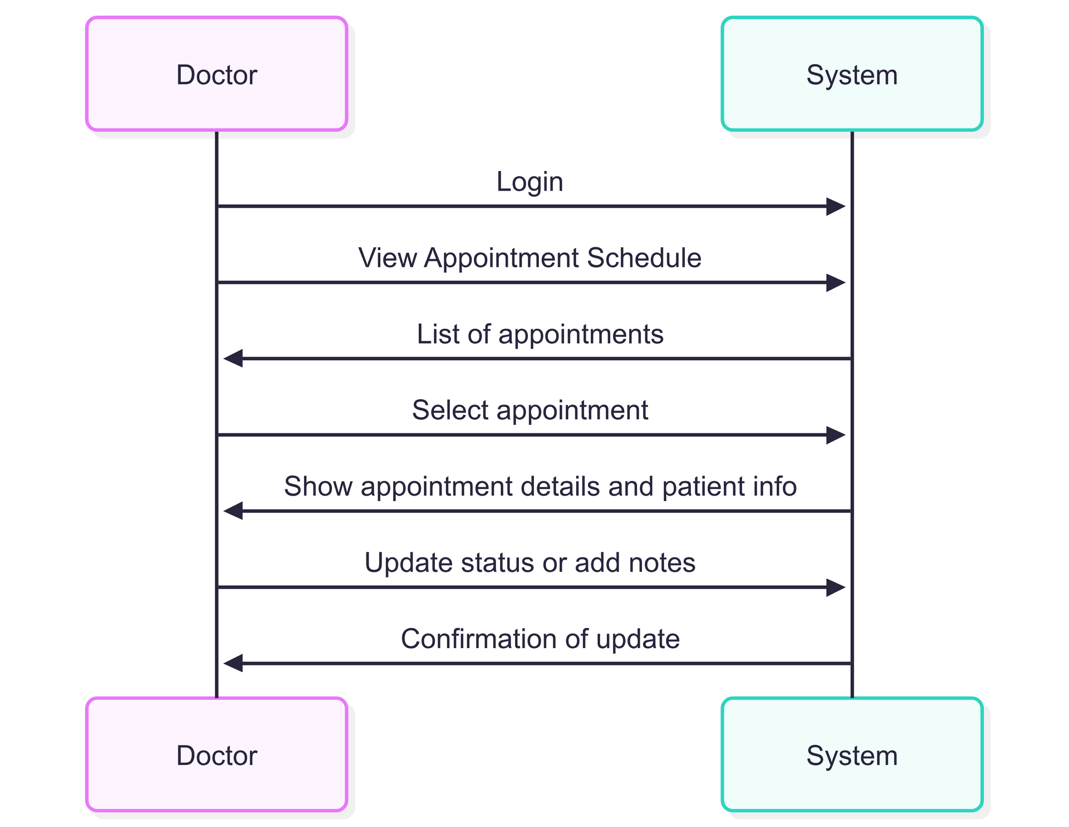 Doctor
System
Login
View Appointment Schedule
List of appointments
Select appointment
Show appointment details and patient info
Update status or add notes
Confirmation of update
Doctor
System